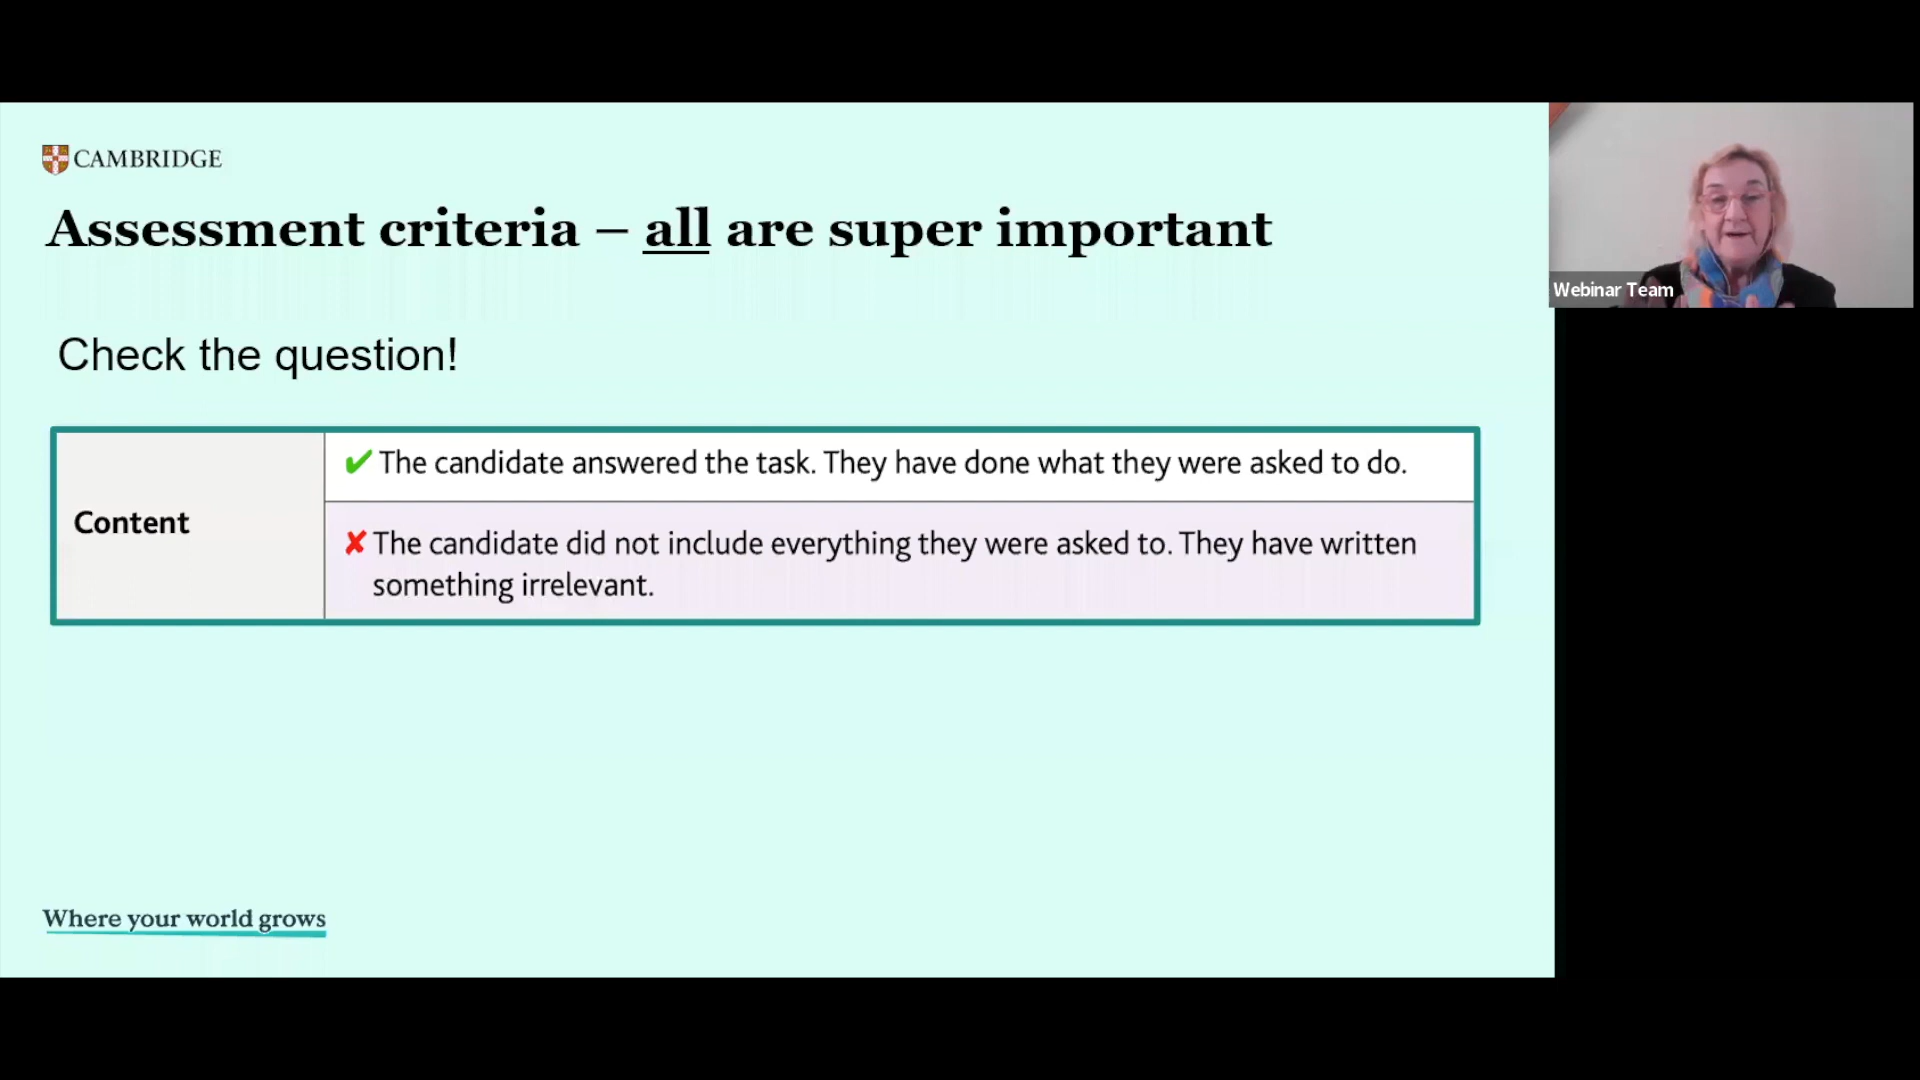 CAMBRIDGE
Assessment criteria – all are super important
Webinar Team
Check the question!
Content
✔ The candidate answered the task. They have done what they were asked to do.
✘ The candidate did not include everything they were asked to. They have written
something irrelevant.
Where your world grows